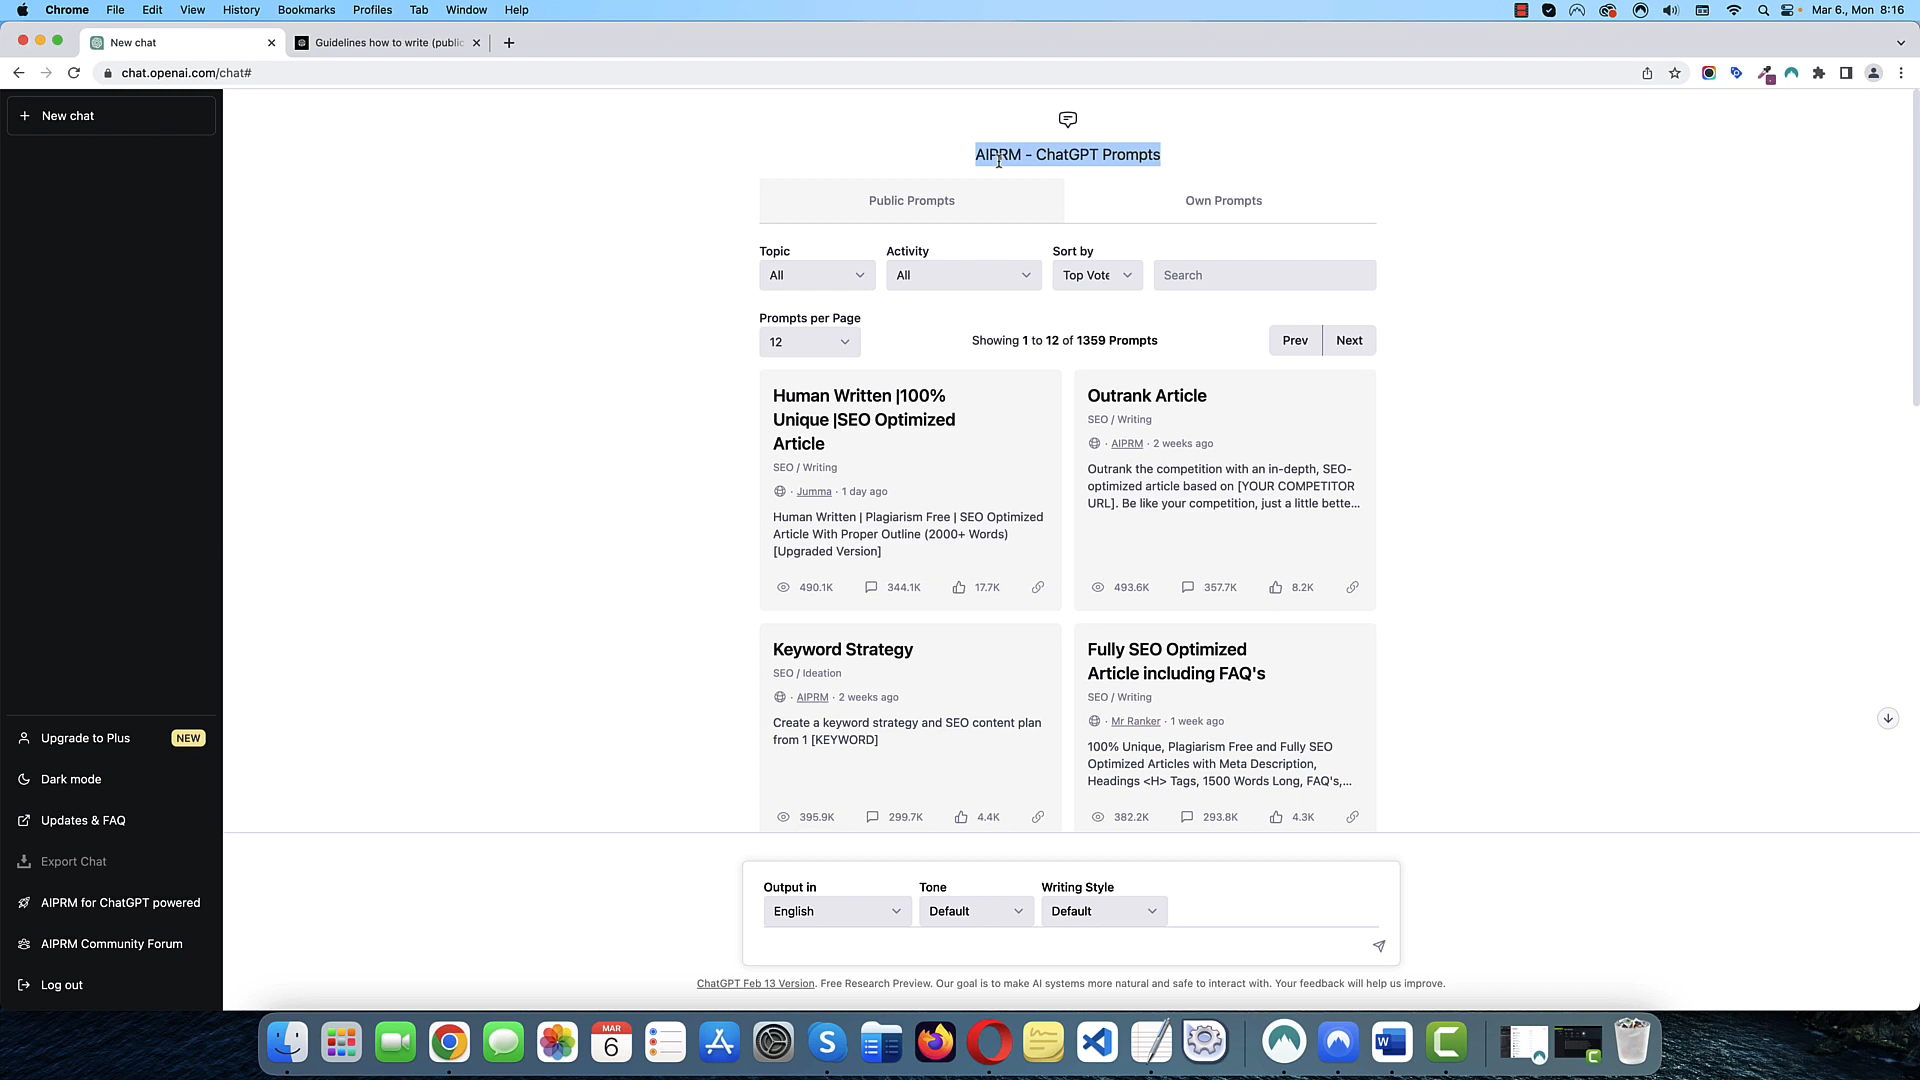 Chrome File Edit View History Bookmarks Profiles Tab Window Help Mar 6., Mon 8:16
New chat
Guidelines how to write (public
chat.openai.com/chat#
New chat
AIPRM - ChatGPT Prompts
Public Prompts Own Prompts
Topic Activity Sort by
All All Top Vote Search
Prompts per Page
12 Showing 1 to 12 of 1359 Prompts Prev Next
Human Written |100%
Unique |SEO Optimized
Article
SEO / Writing
· Jumma · 1 day ago
Human Written | Plagiarism Free | SEO Optimized
Article With Proper Outline (2000+ Words)
[Upgraded Version]
490.1K 344.1K 17.7K
Outrank Article
SEO / Writing
· AIPRM · 2 weeks ago
Outrank the competition with an in-depth, SEO-
optimized article based on [YOUR COMPETITOR
URL]. Be like your competition, just a little bette...
493.6K 357.7K 8.2K
Keyword Strategy
SEO / Ideation
· AIPRM · 2 weeks ago
Create a keyword strategy and SEO content plan
from 1 [KEYWORD]
395.9K 299.7K 4.4K
Fully SEO Optimized
Article including FAQ's
SEO / Writing
· Mr Ranker · 1 week ago
100% Unique, Plagiarism Free and Fully SEO
Optimized Articles with Meta Description,
Headings <H> Tags, 1500 Words Long, FAQ's,...
382.2K 293.8K 4.3K
Upgrade to Plus NEW
Dark mode
Updates & FAQ
Export Chat
AIPRM for ChatGPT powered
AIPRM Community Forum
Log out
Output in Tone Writing Style
English Default Default
ChatGPT Feb 13 Version. Free Research Preview. Our goal is to make AI systems more natural and safe to interact with. Your feedback will help us improve.
MAR
6